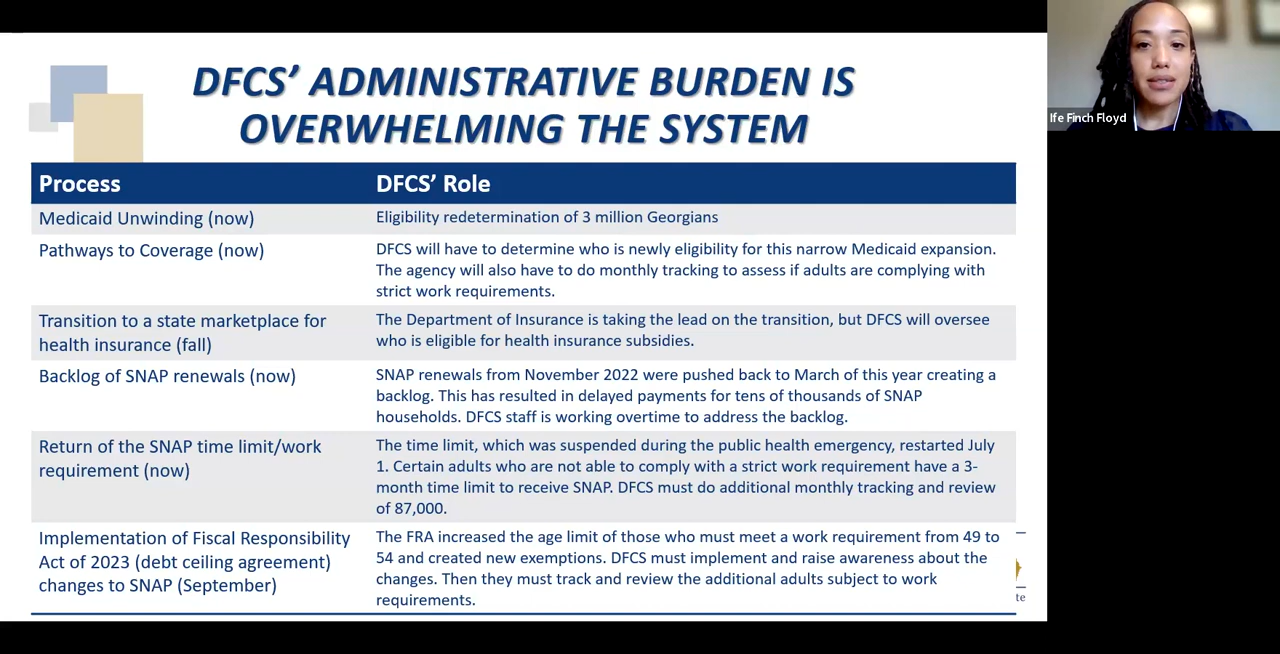 DFCS’ ADMINISTRATIVE BURDEN IS
OVERWHELMING THE SYSTEM
Ife Finch Floyd
Process
DFCS’ Role
Medicaid Unwinding (now)
Eligibility redetermination of 3 million Georgians
Pathways to Coverage (now)
DFCS will have to determine who is newly eligibility for this narrow Medicaid expansion.
The agency will also have to do monthly tracking to assess if adults are complying with
strict work requirements.
Transition to a state marketplace for
health insurance (fall)
The Department of Insurance is taking the lead on the transition, but DFCS will oversee
who is eligible for health insurance subsidies.
Backlog of SNAP renewals (now)
SNAP renewals from November 2022 were pushed back to March of this year creating a
backlog. This has resulted in delayed payments for tens of thousands of SNAP
households. DFCS staff is working overtime to address the backlog.
Return of the SNAP time limit/work
requirement (now)
The time limit, which was suspended during the public health emergency, restarted July
1. Certain adults who are not able to comply with a strict work requirement have a 3-
month time limit to receive SNAP. DFCS must do additional monthly tracking and review
of 87,000.
Implementation of Fiscal Responsibility
Act of 2023 (debt ceiling agreement)
changes to SNAP (September)
The FRA increased the age limit of those who must meet a work requirement from 49 to
54 and created new exemptions. DFCS must implement and raise awareness about the
changes. Then they must track and review the additional adults subject to work
requirements.
te